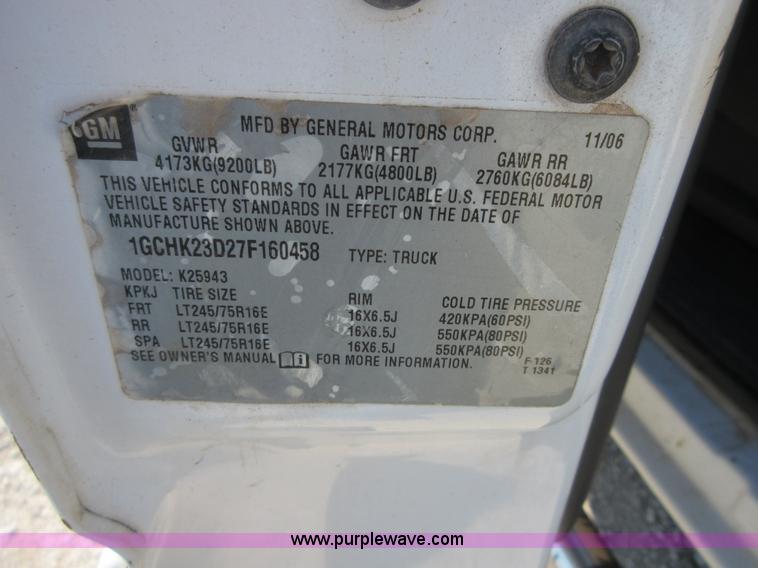 GM
MFD BY GENERAL MOTORS CORP. 11/06
GVWR GAWR FRT GAWR RR
4173KG(9200LB) 2177KG(4800LB) 2760KG(6084LB)
THIS VEHICLE CONFORMS TO ALL APPLICABLE U.S. FEDERAL MOTOR
VEHICLE SAFETY STANDARDS IN EFFECT ON THE DATE OF
MANUFACTURE SHOWN ABOVE.
1GCHK23D27F160458 TYPE: TRUCK
MODEL: K25943
KPKJ TIRE SIZE RIM COLD TIRE PRESSURE
FRT LT245/75R16E 16X6.5J 420KPA(60PSI)
RR LT245/75R16E 16X6.5J 550KPA(80PSI)
SPA LT245/75R16E 16X6.5J 550KPA(80PSI)
SEE OWNER'S MANUAL FOR MORE INFORMATION.
F 126
T 1341
www.purplewave.com